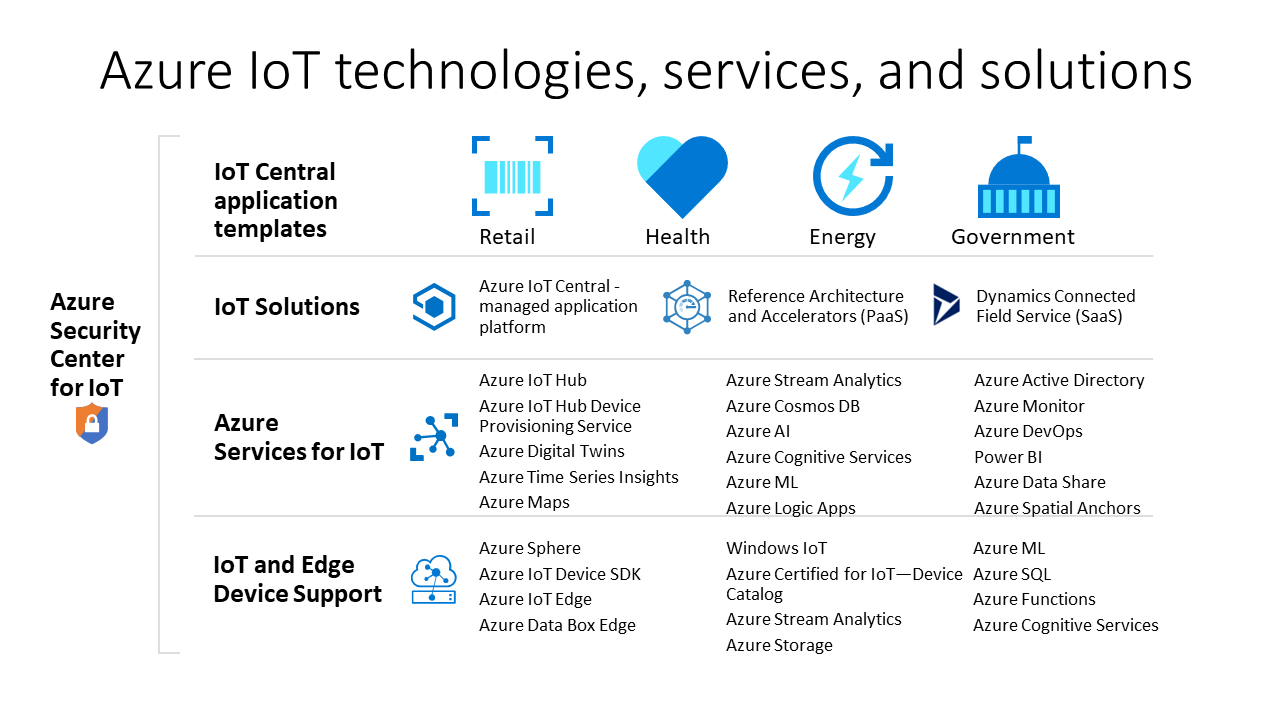 Azure IoT technologies, services, and solutions
Azure
Security
Center
for IoT
IoT Central
application
templates
Retail
Health
Energy
Government
IoT Solutions
Azure IoT Central -
managed application
platform
Reference Architecture
and Accelerators (PaaS)
Dynamics Connected
Field Service (SaaS)
Azure
Services for IoT
Azure IoT Hub
Azure IoT Hub Device
Provisioning Service
Azure Digital Twins
Azure Time Series Insights
Azure Maps
Azure Stream Analytics
Azure Cosmos DB
Azure AI
Azure Cognitive Services
Azure ML
Azure Logic Apps
Azure Active Directory
Azure Monitor
Azure DevOps
Power BI
Azure Data Share
Azure Spatial Anchors
IoT and Edge
Device Support
Azure Sphere
Azure IoT Device SDK
Azure IoT Edge
Azure Data Box Edge
Windows IoT
Azure Certified for IoT—Device
Catalog
Azure Stream Analytics
Azure Storage
Azure ML
Azure SQL
Azure Functions
Azure Cognitive Services